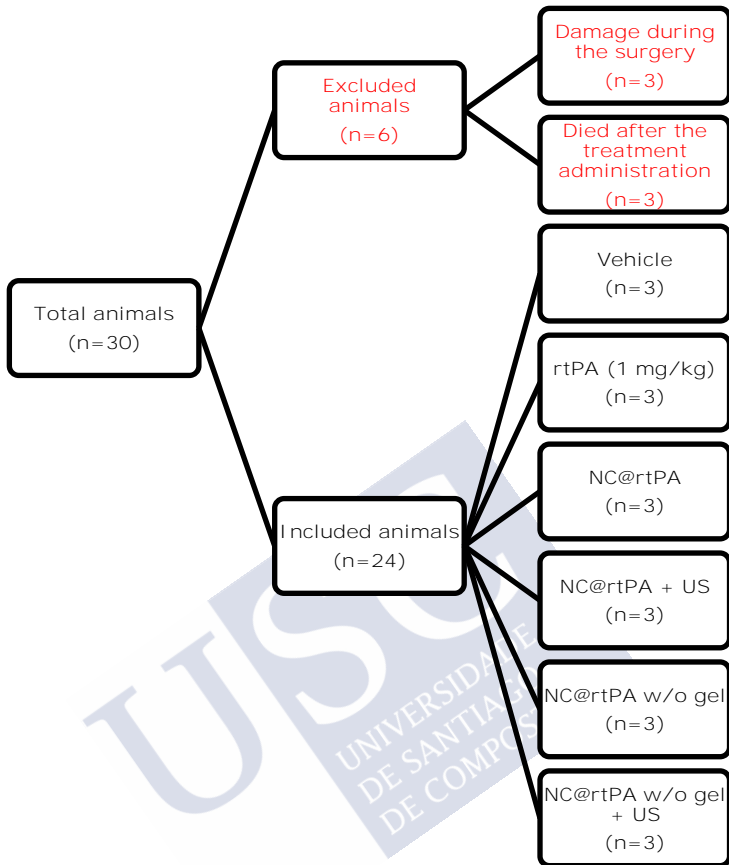 Damage during
the surgery
(n=3)
Excluded
animals
(n=6)
Died after the
treatment
administration
(n=3)
Vehicle
(n=3)
Total animals
(n=30)
rtPA (1 mg/kg)
(n=3)
NC@rtPA
(n=3)
Included animals
(n=24)
NC@rtPA + US
(n=3)
NC@rtPA w/o gel
(n=3)
NC@rtPA w/o gel
+ US
(n=3)
USC
UNIVERSIDADE
DE SANTIAGO
DE COMPOS